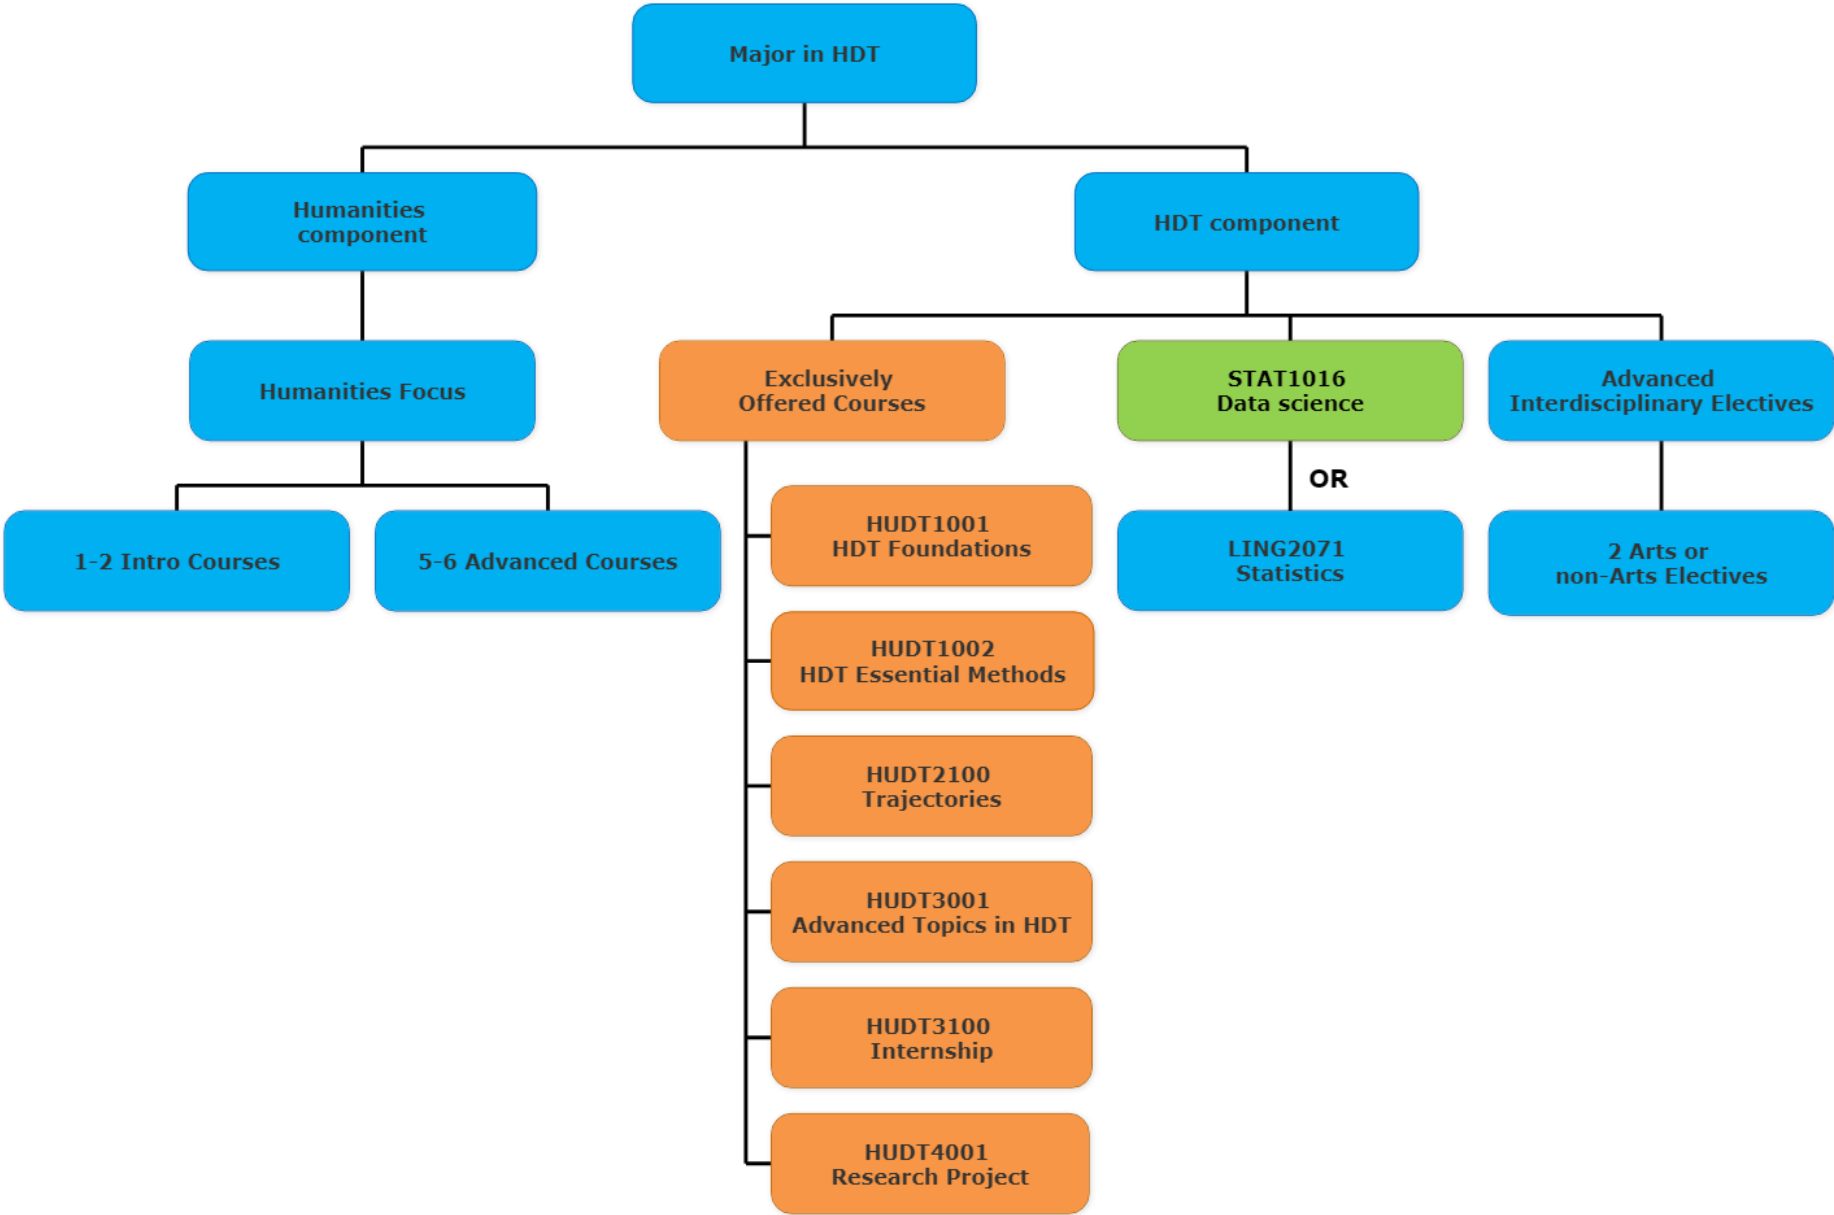 Major in HDT
Humanities
component
HDT component
Humanities Focus
Exclusively
Offered Courses
STAT1016
Data science
Advanced
Interdisciplinary Electives
OR
1-2 Intro Courses
5-6 Advanced Courses
HUDT1001
HDT Foundations
LING2071
Statistics
2 Arts or
non-Arts Electives
HUDT1002
HDT Essential Methods
HUDT2100
Trajectories
HUDT3001
Advanced Topics in HDT
HUDT3100
Internship
HUDT4001
Research Project